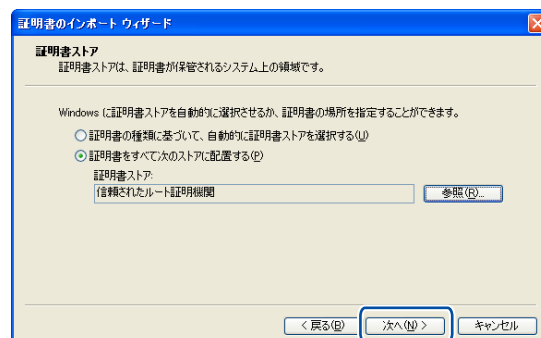 証明書のインポート ウィザード
証明書ストア
証明書ストアは、証明書が保管されるシステム上の領域です。
Windows に証明書ストアを自動的に選択させるか、証明書の場所を指定することができます。
証明書の種類に基づいて、自動的に証明書ストアを選択する(U)
証明書をすべて次のストアに配置する(P)
証明書ストア:
信頼されたルート証明機関
参照(R)...
< 戻る(B)
次へ(N) >
キャンセル